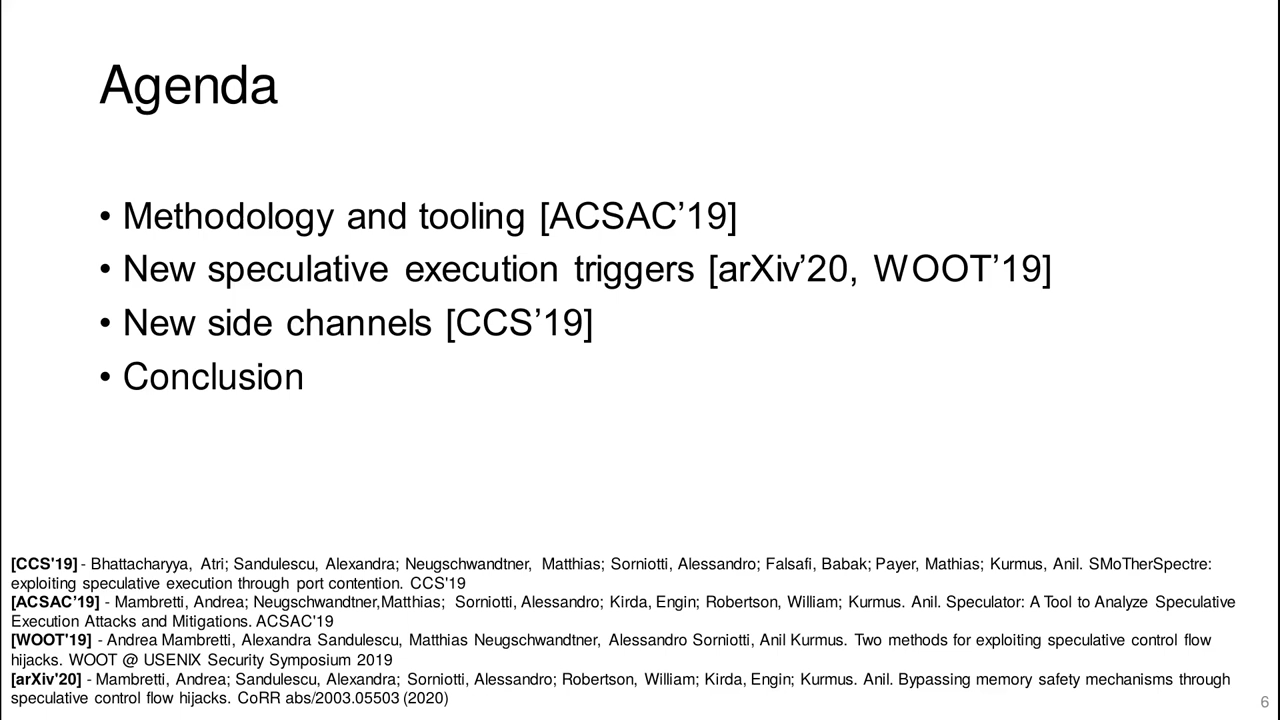 Agenda
• Methodology and tooling [ACSAC’19]
• New speculative execution triggers [arXiv’20, WOOT’19]
• New side channels [CCS’19]
• Conclusion
[CCS'19] - Bhattacharyya, Atri; Sandulescu, Alexandra; Neugschwandtner, Matthias; Sorniotti, Alessandro; Falsafi, Babak; Payer, Mathias; Kurmus, Anil. SMoTherSpectre:
exploiting speculative execution through port contention. CCS'19
[ACSAC’19] - Mambretti, Andrea; Neugschwandtner,Matthias; Sorniotti, Alessandro; Kirda, Engin; Robertson, William; Kurmus. Anil. Speculator: A Tool to Analyze Speculative
Execution Attacks and Mitigations. ACSAC'19
[WOOT'19] - Andrea Mambretti, Alexandra Sandulescu, Matthias Neugschwandtner, Alessandro Sorniotti, Anil Kurmus. Two methods for exploiting speculative control flow
hijacks. WOOT @ USENIX Security Symposium 2019
[arXiv'20] - Mambretti, Andrea; Sandulescu, Alexandra; Sorniotti, Alessandro; Robertson, William; Kirda, Engin; Kurmus. Anil. Bypassing memory safety mechanisms through
speculative control flow hijacks. CoRR abs/2003.05503 (2020)
6